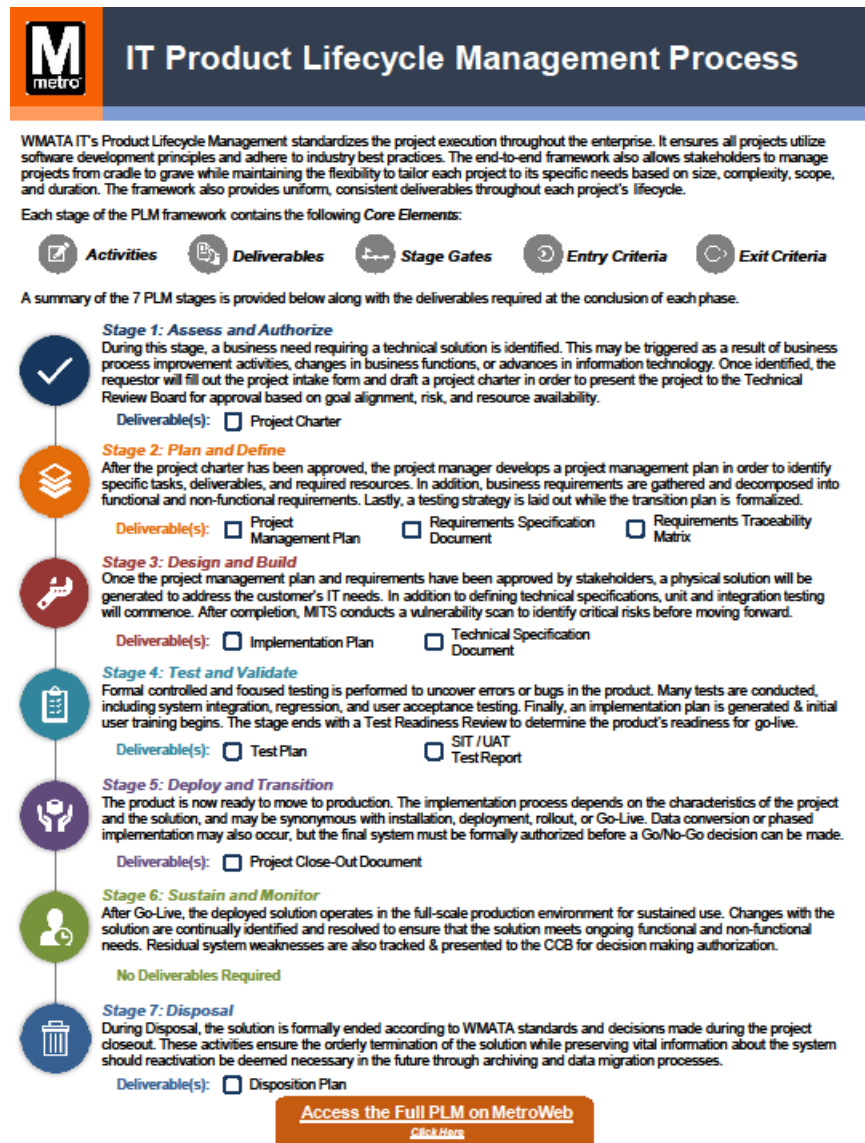 M
metro
IT Product Lifecycle Management Process
WMATA IT's Product Lifecycle Management standardizes the project execution throughout the enterprise. It ensures all projects utilize
software development principles and adhere to industry best practices. The end-to-end framework also allows stakeholders to manage
projects from cradle to grave while maintaining the flexibility to tailor each project to its specific needs based on size, complexity, scope,
and duration. The framework also provides uniform, consistent deliverables throughout each project's lifecycle.
Each stage of the PLM framework contains the following Core Elements:
Activities Deliverables Stage Gates Entry Criteria Exit Criteria
A summary of the 7 PLM stages is provided below along with the deliverables required at the conclusion of each phase.
Stage 1: Assess and Authorize
During this stage, a business need requiring a technical solution is identified. This may be triggered as a result of business
process improvement activities, changes in business functions, or advances in information technology. Once identified, the
requestor will fill out the project intake form and draft a project charter in order to present the project to the Technical
Review Board for approval based on goal alignment, risk, and resource availability.
Deliverable(s): Project Charter
Stage 2: Plan and Define
After the project charter has been approved, the project manager develops a project management plan in order to identify
specific tasks, deliverables, and required resources. In addition, business requirements are gathered and decomposed into
functional and non-functional requirements. Lastly, a testing strategy is laid out while the transition plan is formalized.
Deliverable(s): Project Requirements Specification Requirements Traceability
Management Plan Document Matrix
Stage 3: Design and Build
Once the project management plan and requirements have been approved by stakeholders, a physical solution will be
generated to address the customer's IT needs. In addition to defining technical specifications, unit and integration testing
will commence. After completion, MITS conducts a vulnerability scan to identify critical risks before moving forward.
Deliverable(s): Implementation Plan Technical Specification
Document
Stage 4: Test and Validate
Formal controlled and focused testing is performed to uncover errors or bugs in the product. Many tests are conducted,
including system integration, regression, and user acceptance testing. Finally, an implementation plan is generated & initial
user training begins. The stage ends with a Test Readiness Review to determine the product's readiness for go-live.
Deliverable(s): Test Plan SIT / UAT
Test Report
Stage 5: Deploy and Transition
The product is now ready to move to production. The implementation process depends on the characteristics of the project
and the solution, and may be synonymous with installation, deployment, rollout, or Go-Live. Data conversion or phased
implementation may also occur, but the final system must be formally authorized before a Go/No-Go decision can be made.
Deliverable(s): Project Close-Out Document
Stage 6: Sustain and Monitor
After Go-Live, the deployed solution operates in the full-scale production environment for sustained use. Changes with the
solution are continually identified and resolved to ensure that the solution meets ongoing functional and non-functional
needs. Residual system weaknesses are also tracked & presented to the CCB for decision making authorization.
No Deliverables Required
Stage 7: Disposal
During Disposal, the solution is formally ended according to WMATA standards and decisions made during the project
closeout. These activities ensure the orderly termination of the solution while preserving vital information about the system
should reactivation be deemed necessary in the future through archiving and data migration processes.
Deliverable(s): Disposition Plan
Access the Full PLM on MetroWeb
Click Here